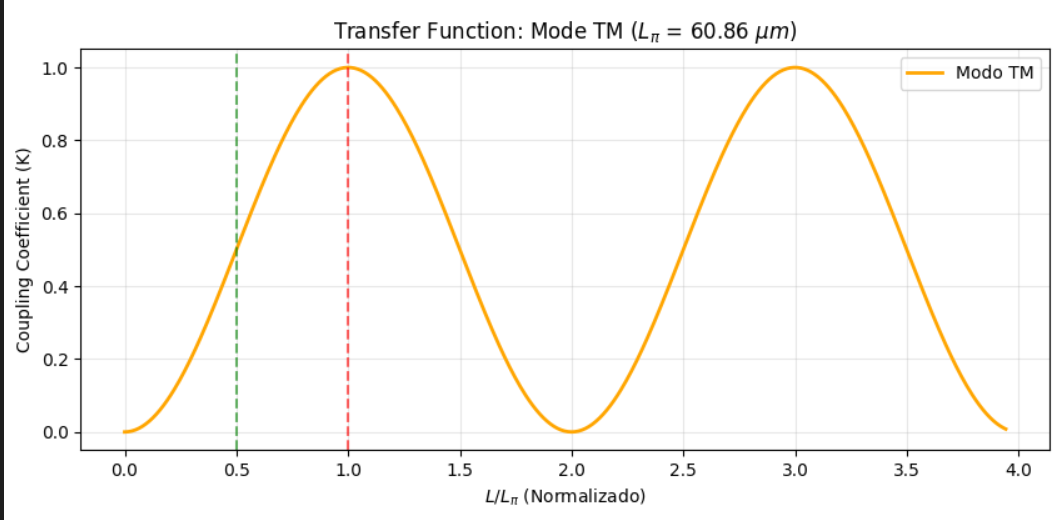 Transfer Function: Mode TM (Lπ = 60.86 μm)
Modo TM
Coupling Coefficient (K)
1.0
0.8
0.6
0.4
0.2
0.0
0.0 0.5 1.0 1.5 2.0 2.5 3.0 3.5 4.0
L/Lπ (Normalizado)